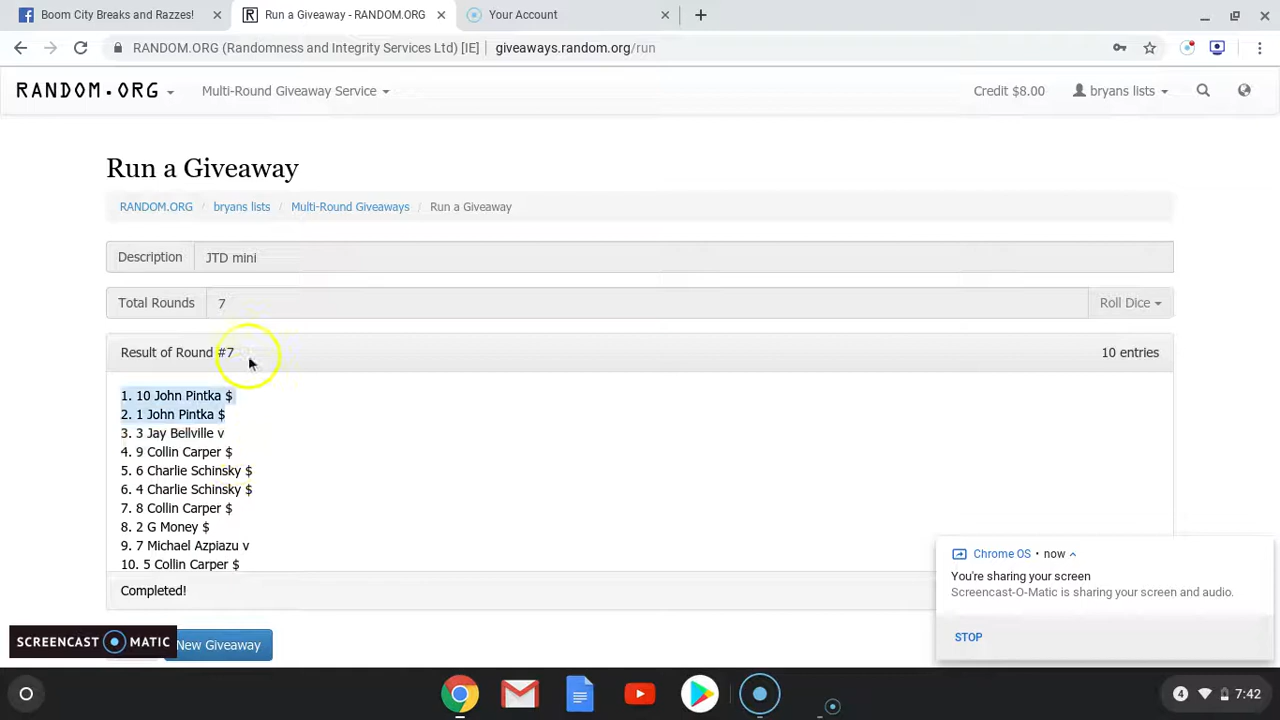 Boom City Breaks and Razzes!
Run a Giveaway - RANDOM.ORG
Your Account
RANDOM.ORG (Randomness and Integrity Services Ltd) [IE] giveaways.random.org/run
RANDOM.ORG
Multi-Round Giveaway Service
Credit $8.00
bryans lists
Run a Giveaway
RANDOM.ORG / bryans lists / Multi-Round Giveaways / Run a Giveaway
Description JTD mini
Total Rounds 7 Roll Dice
Result of Round #7 10 entries
1. 10 John Pintka $
2. 1 John Pintka $
3. 3 Jay Bellville v
4. 9 Collin Carper $
5. 6 Charlie Schinsky $
6. 4 Charlie Schinsky $
7. 8 Collin Carper $
8. 2 G Money $
9. 7 Michael Azpiazu v
10. 5 Collin Carper $
Completed!
New Giveaway
SCREENCAST MATIC
Chrome OS • now
You're sharing your screen
Screencast-O-Matic is sharing your screen and audio.
STOP
4
7:42